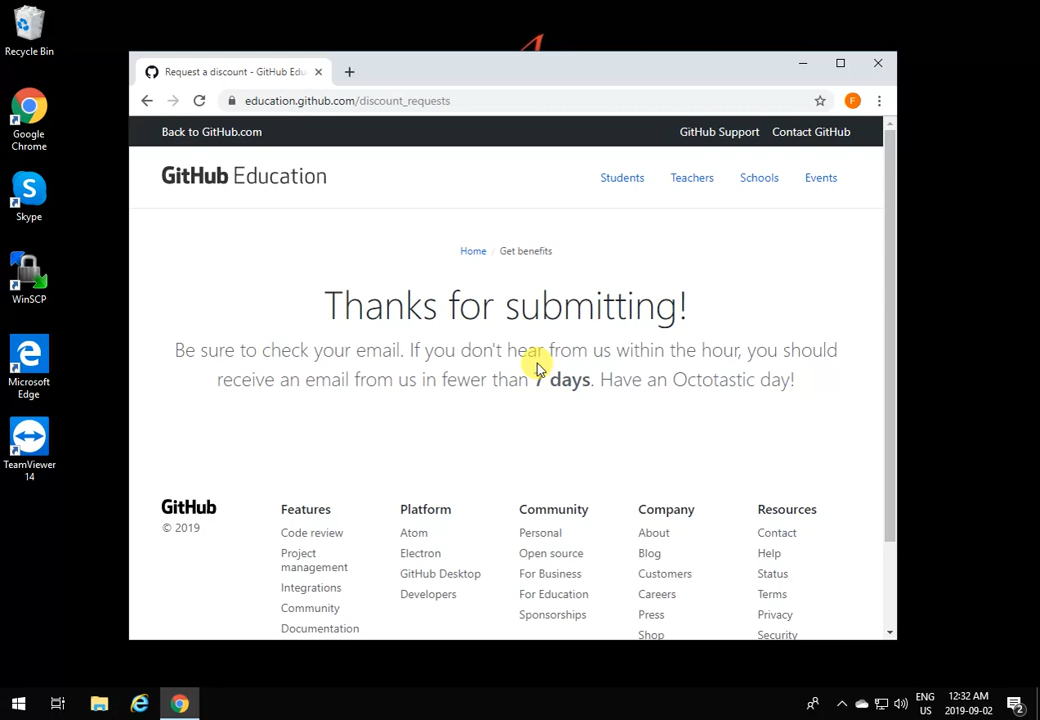 Recycle Bin
Google
Chrome
Skype
WinSCP
Microsoft
Edge
TeamViewer
14
Request a discount - GitHub Edu
education.github.com/discount_requests
F
Back to GitHub.com
GitHub Support
Contact GitHub
GitHub Education
Students
Teachers
Schools
Events
Home / Get benefits
Thanks for submitting!
Be sure to check your email. If you don't hear from us within the hour, you should
receive an email from us in fewer than 7 days. Have an Octotastic day!
GitHub
© 2019
Features
Code review
Project
management
Integrations
Community
Documentation
Platform
Atom
Electron
GitHub Desktop
Developers
Community
Personal
Open source
For Business
For Education
Sponsorships
Company
About
Blog
Customers
Careers
Press
Shop
Resources
Contact
Help
Status
Terms
Privacy
Security
ENG
US
12:32 AM
2019-09-02
2